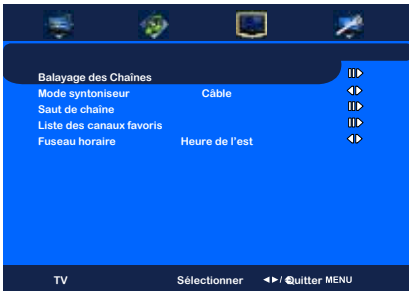 Balayage des Chaînes
Mode syntoniseur Câble
Saut de chaîne
Liste des canaux favoris
Fuseau horaire Heure de l'est
TV Sélectionner ◄►/ Quitter MENU